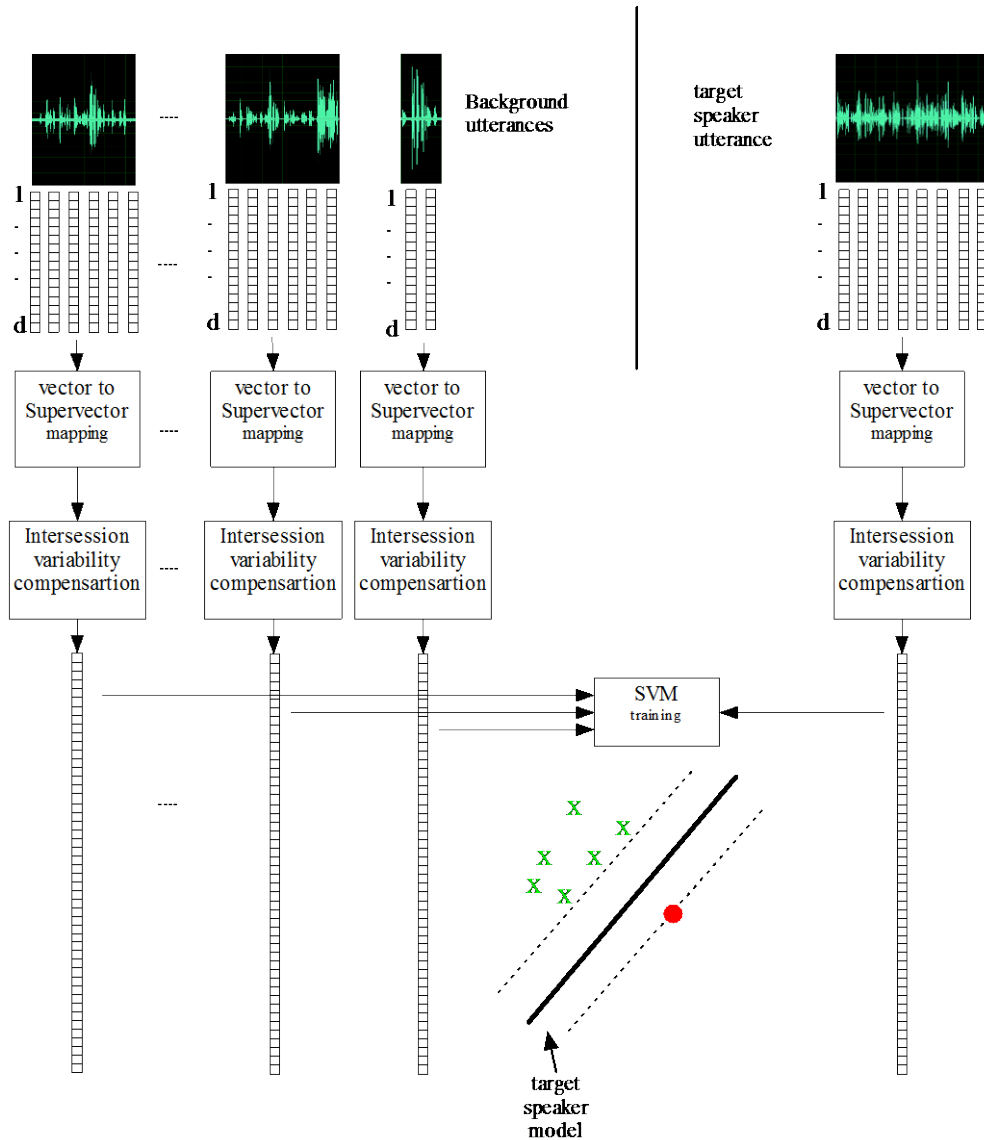 Background
utterances
target
speaker
utterance
----
1
-
-
-
d
----
d
1
-
-
-
d
1
-
-
-
d
vector to
Supervector
mapping
----
vector to
Supervector
mapping
vector to
Supervector
mapping
vector to
Supervector
mapping
Intersession
variability
compensartion
----
Intersession
variability
compensartion
Intersession
variability
compensartion
Intersession
variability
compensartion
SVM
training
----
X
X
X
X
X
X
target
speaker
model